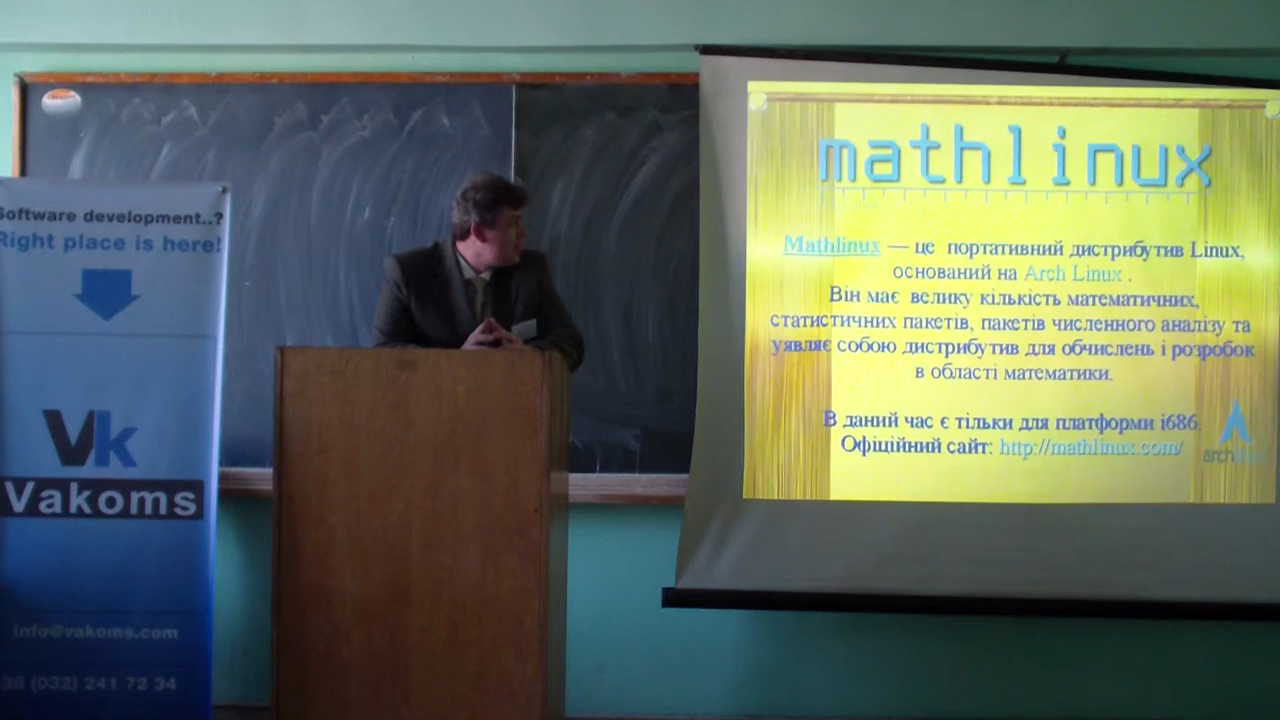 Software development..?
Right place is here!
Vk
Vakoms
info@vakoms.com
38 (032) 241 72 34
mathlinux
Mathlinux — це портативний дистрибутив Linux,
оснований на Arch Linux .
Він має велику кількість математичних,
статистичних пакетів, пакетів численного аналізу та
уявляє собою дистрибутив для обчислень і розробок
в області математики.
В даний час є тільки для платформи i686.
Офіційний сайт: http://mathlinux.com/
archlinux